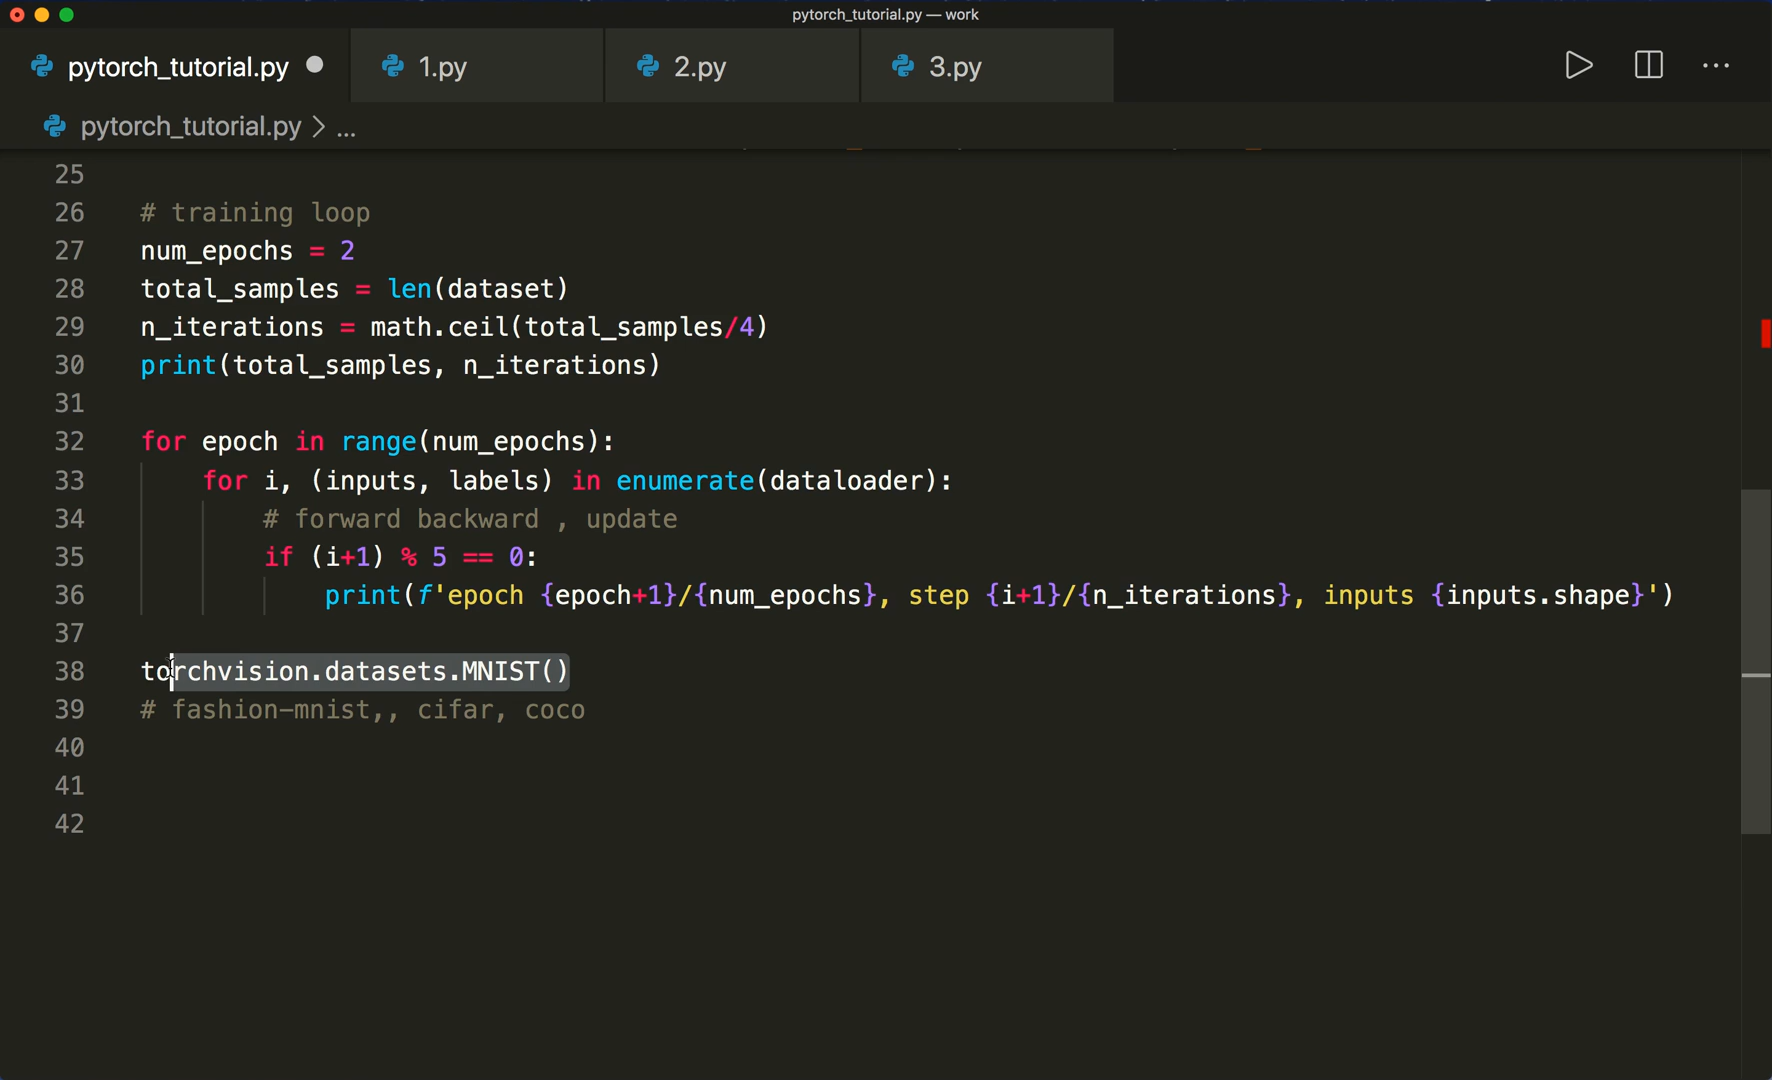 pytorch_tutorial.py — work
pytorch_tutorial.py 1.py 2.py 3.py
pytorch_tutorial.py > ...
25
26 # training loop
27 num_epochs = 2
28 total_samples = len(dataset)
29 n_iterations = math.ceil(total_samples/4)
30 print(total_samples, n_iterations)
31
32 for epoch in range(num_epochs):
33 for i, (inputs, labels) in enumerate(dataloader):
34 # forward backward , update
35 if (i+1) % 5 == 0:
36 print(f'epoch {epoch+1}/{num_epochs}, step {i+1}/{n_iterations}, inputs {inputs.shape}')
37
38 torchvision.datasets.MNIST()
39 # fashion-mnist,, cifar, coco
40
41
42